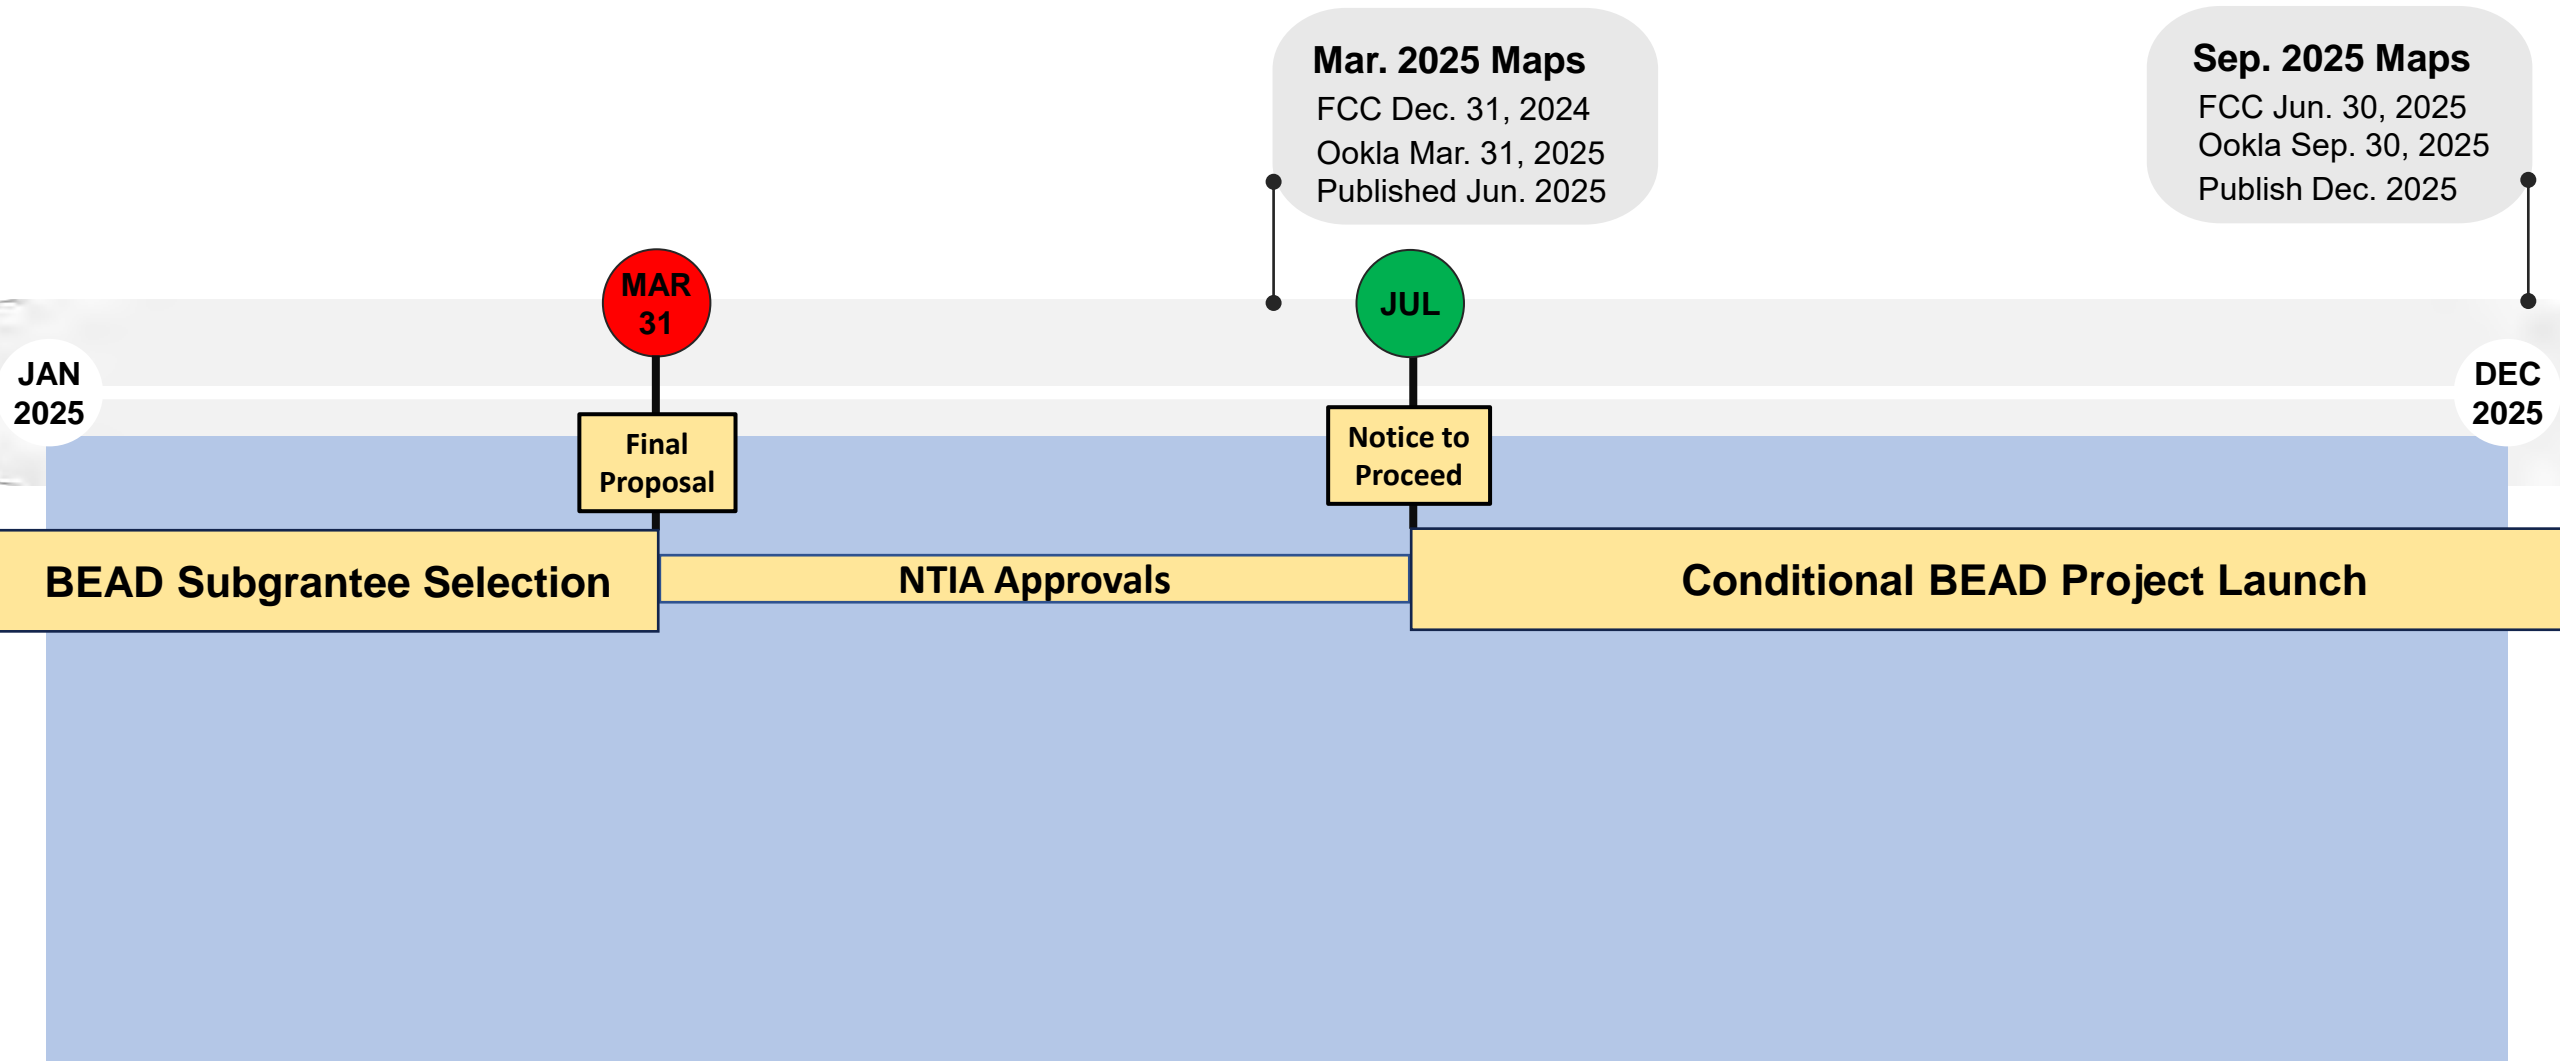 Mar. 2025 Maps
FCC Dec. 31, 2024
Ookla Mar. 31, 2025
Published Jun. 2025
Sep. 2025 Maps
FCC Jun. 30, 2025
Ookla Sep. 30, 2025
Publish Dec. 2025
MAR
31
JUL
JAN
2025
DEC
2025
Final
Proposal
Notice to
Proceed
BEAD Subgrantee Selection
NTIA Approvals
Conditional BEAD Project Launch